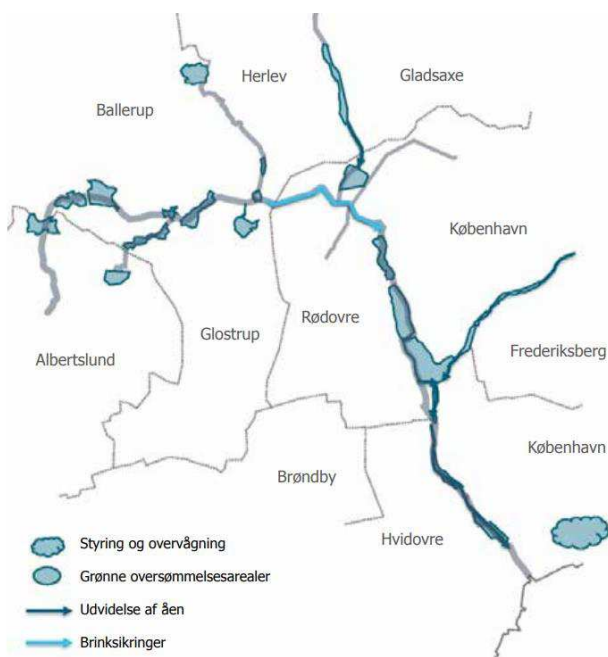 Herlev
Gladsaxe
Ballerup
København
Rødovre
Glostrup
Frederiksberg
Albertslund
København
Brøndby
Hvidovre
Styring og overvågning
Grønne oversømmelsesarealer
Udvidelse af åen
Brinksikringer